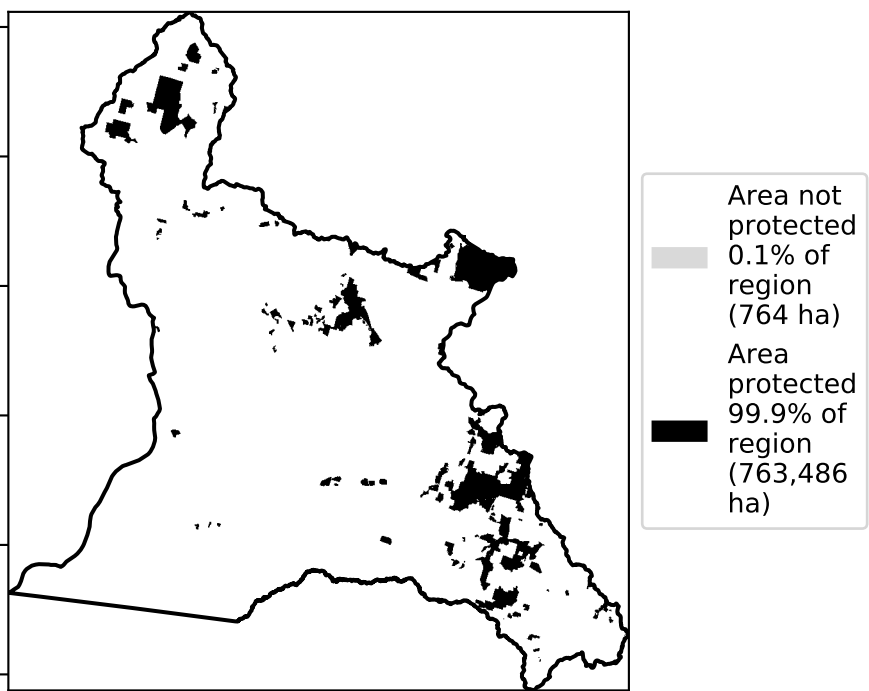 Area not
protected
0.1% of
region
(764 ha)
Area
protected
99.9% of
region
(763,486
ha)